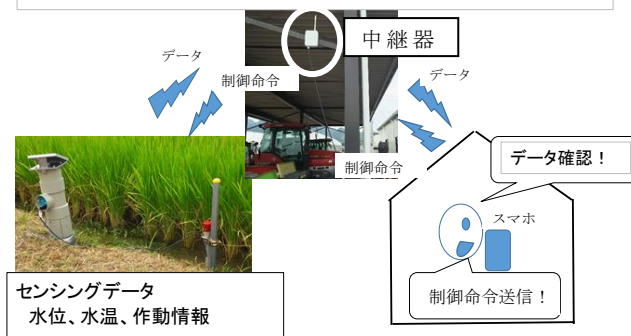 中継器
データ
制御命令
データ
制御命令
データ確認！
スマホ
制御命令送信！
センシングデータ
水位、水温、作動情報